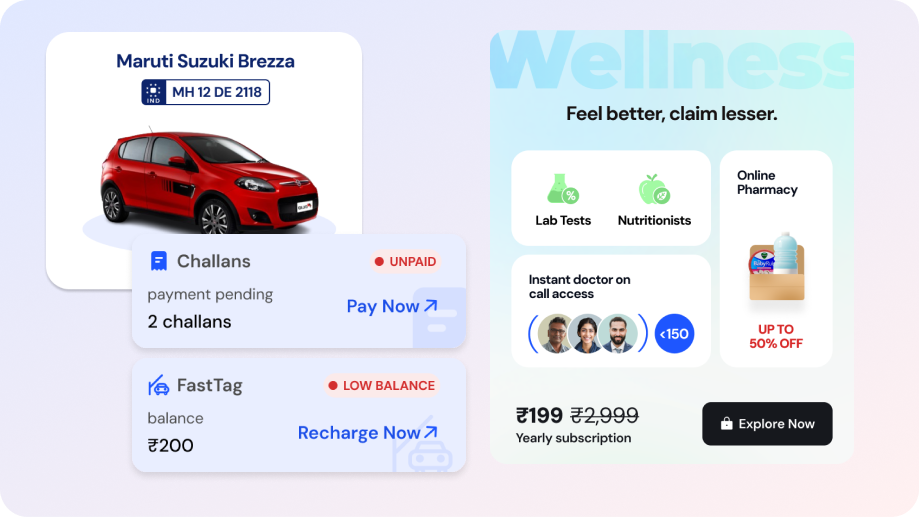 Maruti Suzuki Brezza
IND
MH 12 DE 2118
Challans
UNPAID
payment pending
2 challans
Pay Now
FastTag
LOW BALANCE
balance
₹200
Recharge Now
Wellness
Feel better, claim lesser.
Lab Tests
Nutritionists
Online
Pharmacy
Instant doctor on
call access
<150
UP TO
50% OFF
₹199 ₹2,999
Yearly subscription
Explore Now